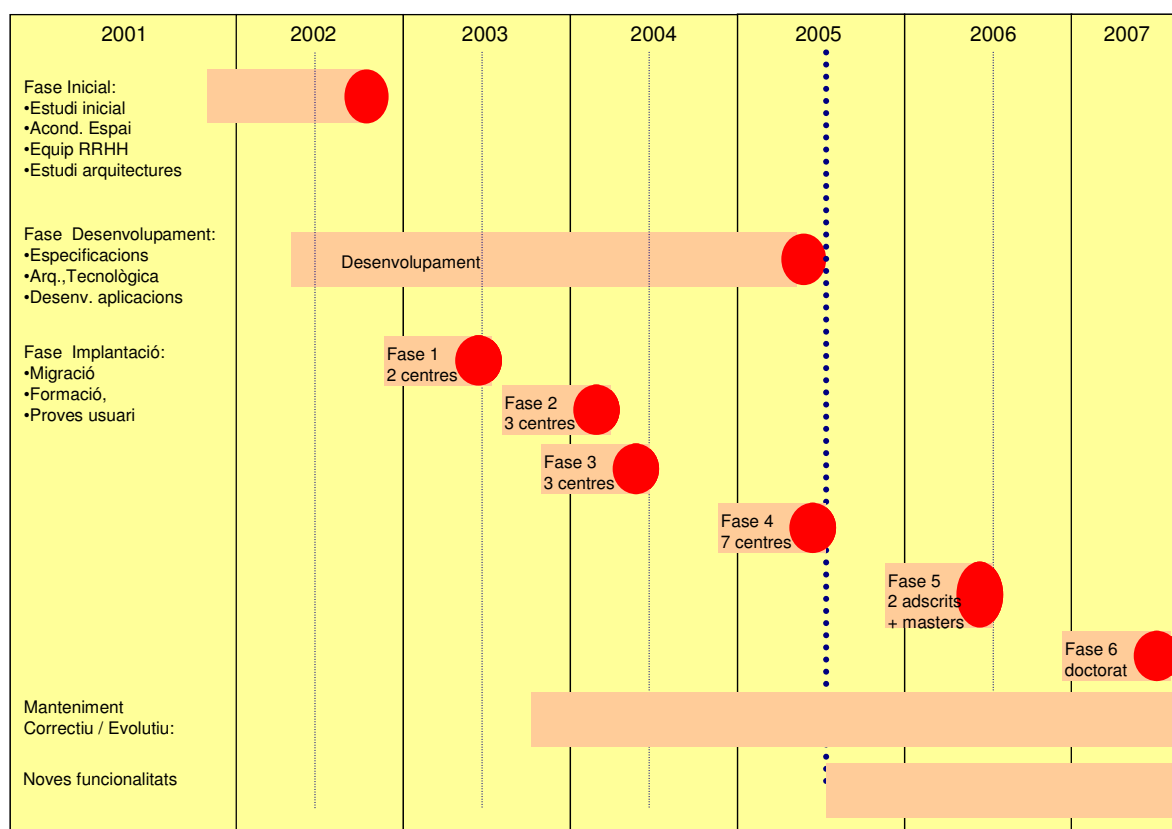 2001 2002 2003 2004 2005 2006 2007
Fase Inicial:
•Estudi inicial
•Acond. Espai
•Equip RRHH
•Estudi arquitectures
Fase Desenvolupament:
•Especificacions
•Arq.,Tecnològica
•Desenv. aplicacions
Desenvolupament
Fase Implantació:
•Migració
•Formació,
•Proves usuari
Fase 1
2 centres
Fase 2
3 centres
Fase 3
3 centres
Fase 4
7 centres
Fase 5
2 adscrits
+ masters
Fase 6
doctorat
Manteniment
Correctiu / Evolutiu:
Noves funcionalitats